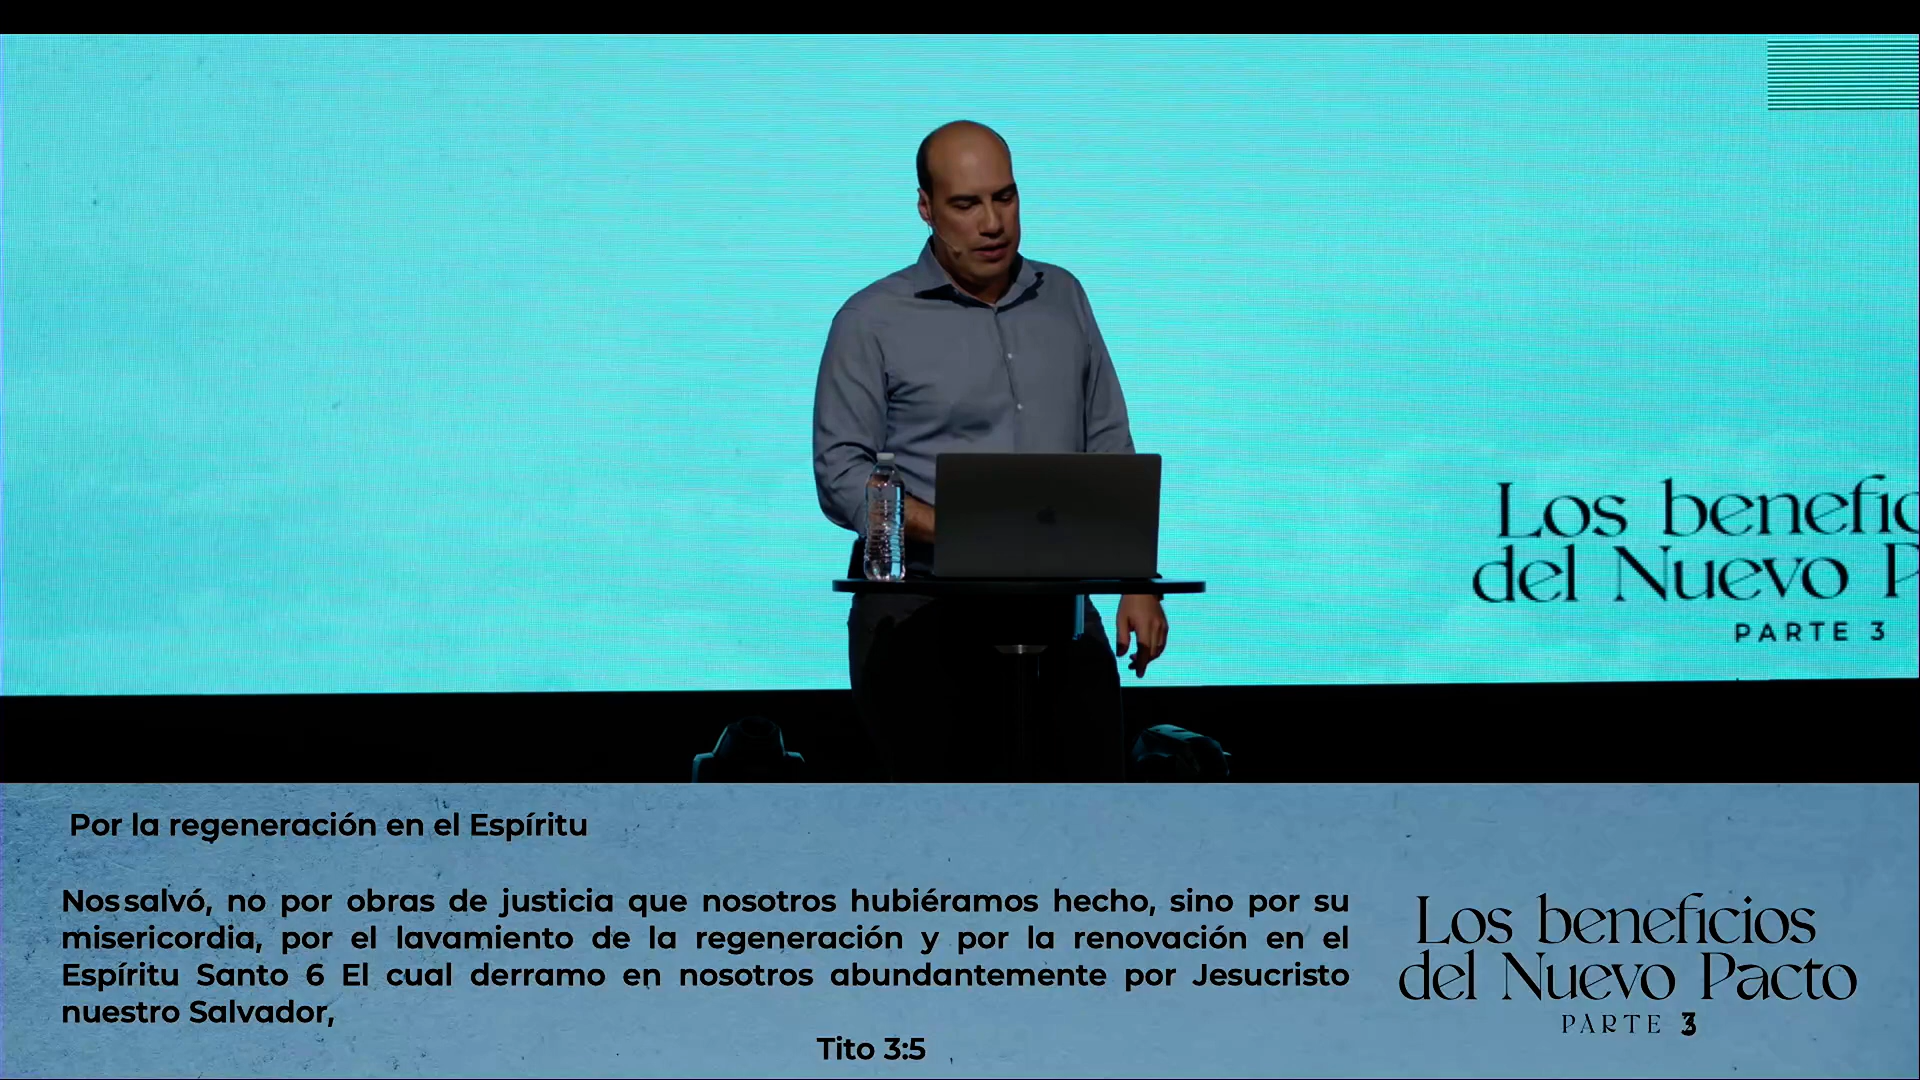 Los benefic
del Nuevo P
PARTE 3
Por la regeneración en el Espíritu
Nos salvó, no por obras de justicia que nosotros hubiéramos hecho, sino por su
misericordia, por el lavamiento de la regeneración y por la renovación en el
Espíritu Santo 6 El cual derramo en nosotros abundantemente por Jesucristo
nuestro Salvador,
Tito 3:5
Los beneficios
del Nuevo Pacto
PARTE 3